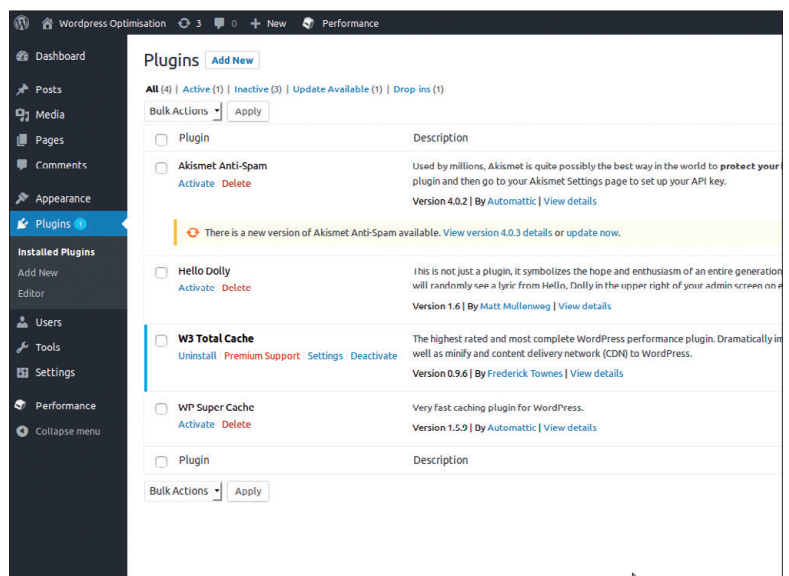 Wordpress Optimisation 3 0 + New Performance
Dashboard
Posts
Media
Pages
Comments
Appearance
Plugins 1
Installed Plugins
Add New
Editor
Users
Tools
Settings
Performance
Collapse menu
Plugins Add New
All (4) | Active (1) | Inactive (3) | Update Available (1) | Drop ins (1)
Bulk Actions Apply
Plugin Description
Akismet Anti-Spam
Activate | Delete
Used by millions, Akismet is quite possibly the best way in the world to protect your
plugin and then go to your Akismet Settings page to set up your API key.
Version 4.0.2 | By Automattic | View details
There is a new version of Akismet Anti-Spam available. View version 4.0.3 details or update now.
Hello Dolly
Activate | Delete
This is not just a plugin, it symbolizes the hope and enthusiasm of an entire generation
will randomly see a lyric from Hello, Dolly in the upper right of your admin screen on
Version 1.6 | By Matt Mullenweg | View details
W3 Total Cache
Uninstall | Premium Support | Settings | Deactivate
The highest rated and most complete WordPress performance plugin. Dramatically
well as minify and content delivery network (CDN) to WordPress.
Version 0.9.6 | By Frederick Townes | View details
WP Super Cache
Activate | Delete
Very fast caching plugin for WordPress.
Version 1.5.9 | By Automattic | View details
Plugin Description
Bulk Actions Apply